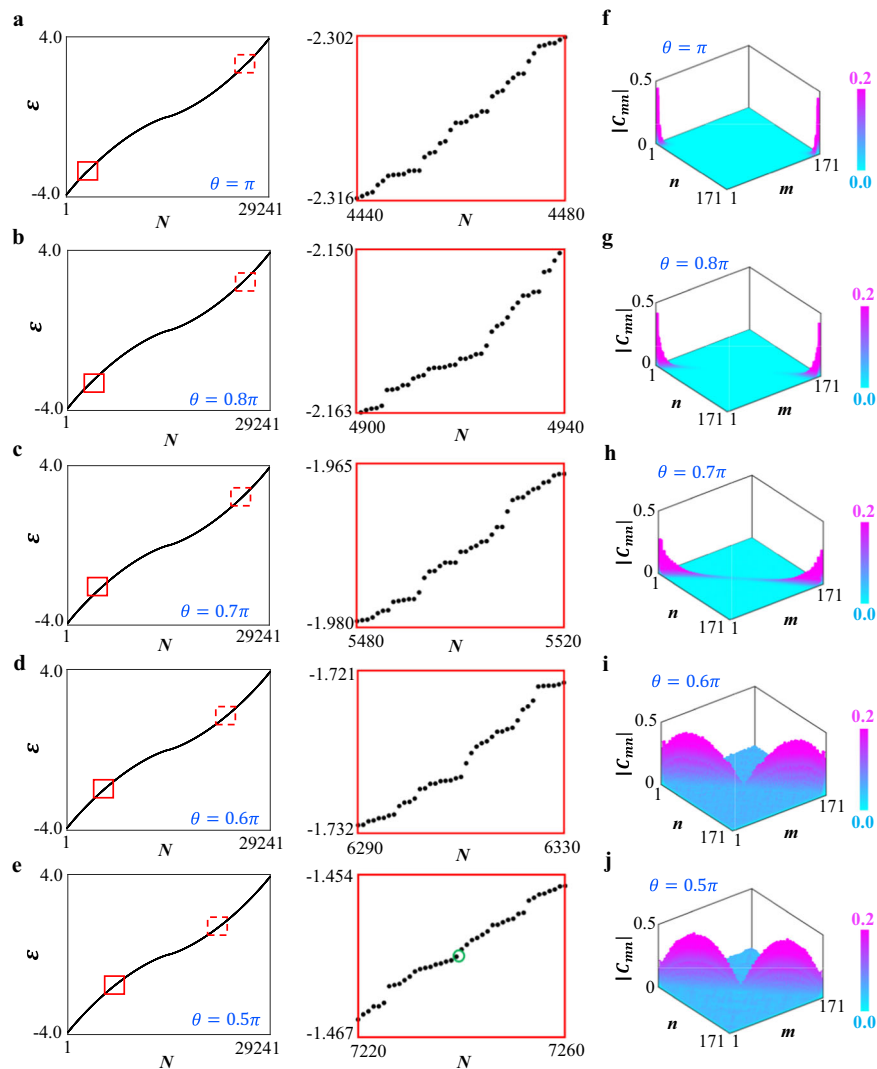 a
4.0
ε
-4.0
θ = π
1
29241
N
-2.302
-2.316
4440
4480
N
f
θ = π
0.5
|Cmn|
0
1
n
171
1
m
171
0.2
0.0
b
4.0
ε
-4.0
θ = 0.8π
1
29241
N
-2.150
-2.163
4900
4940
N
g
θ = 0.8π
0.5
|Cmn|
0
1
n
171
1
m
171
0.2
0.0
c
4.0
ε
-4.0
θ = 0.7π
1
29241
N
-1.965
-1.980
5480
5520
N
h
θ = 0.7π
0.5
|Cmn|
0
1
n
171
1
m
171
0.2
0.0
d
4.0
ε
-4.0
θ = 0.6π
1
29241
N
-1.721
-1.732
6290
6330
N
i
θ = 0.6π
0.5
|Cmn|
0
1
n
171
1
m
171
0.2
0.0
e
4.0
ε
-4.0
θ = 0.5π
1
29241
N
-1.454
-1.467
7220
7260
N
j
θ = 0.5π
0.5
|Cmn|
0
1
n
171
1
m
171
0.2
0.0